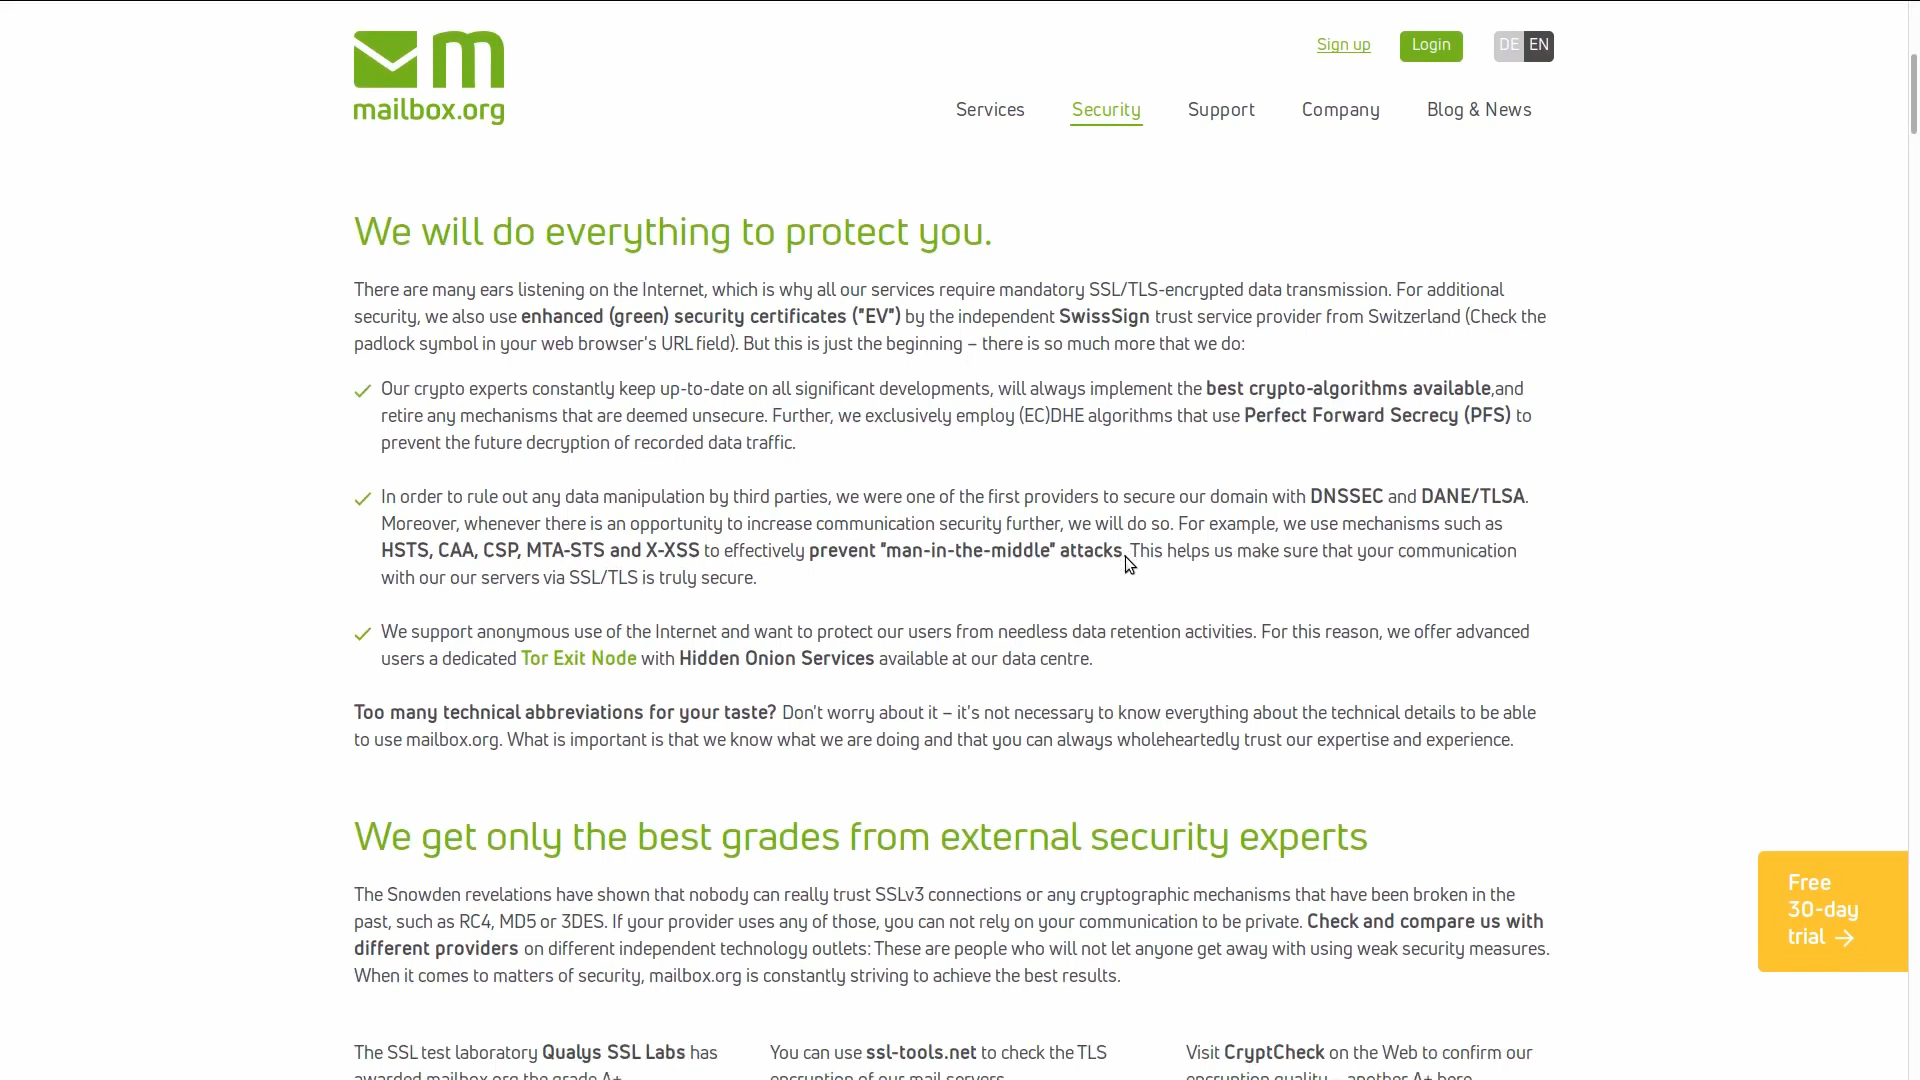 Sign up
Login
DE EN
m
mailbox.org
Services
Security
Support
Company
Blog & News
We will do everything to protect you.
There are many ears listening on the Internet, which is why all our services require mandatory SSL/TLS-encrypted data transmission. For additional
security, we also use enhanced (green) security certificates ("EV") by the independent SwissSign trust service provider from Switzerland (Check the
padlock symbol in your web browser's URL field). But this is just the beginning – there is so much more that we do:
Our crypto experts constantly keep up-to-date on all significant developments, will always implement the best crypto-algorithms available,and
retire any mechanisms that are deemed unsecure. Further, we exclusively employ (EC)DHE algorithms that use Perfect Forward Secrecy (PFS) to
prevent the future decryption of recorded data traffic.
In order to rule out any data manipulation by third parties, we were one of the first providers to secure our domain with DNSSEC and DANE/TLSA.
Moreover, whenever there is an opportunity to increase communication security further, we will do so. For example, we use mechanisms such as
HSTS, CAA, CSP, MTA-STS and X-XSS to effectively prevent "man-in-the-middle" attacks. This helps us make sure that your communication
with our our servers via SSL/TLS is truly secure.
We support anonymous use of the Internet and want to protect our users from needless data retention activities. For this reason, we offer advanced
users a dedicated Tor Exit Node with Hidden Onion Services available at our data centre.
Too many technical abbreviations for your taste? Don't worry about it – it's not necessary to know everything about the technical details to be able
to use mailbox.org. What is important is that we know what we are doing and that you can always wholeheartedly trust our expertise and experience.
We get only the best grades from external security experts
The Snowden revelations have shown that nobody can really trust SSLv3 connections or any cryptographic mechanisms that have been broken in the
past, such as RC4, MD5 or 3DES. If your provider uses any of those, you can not rely on your communication to be private. Check and compare us with
different providers on different independent technology outlets: These are people who will not let anyone get away with using weak security measures.
When it comes to matters of security, mailbox.org is constantly striving to achieve the best results.
Free
30-day
trial →
The SSL test laboratory Qualys SSL Labs has
awarded mailbox.org the grade A+
You can use ssl-tools.net to check the TLS
encryption of our mail servers
Visit CryptCheck on the Web to confirm our
encryption quality – another A+ here